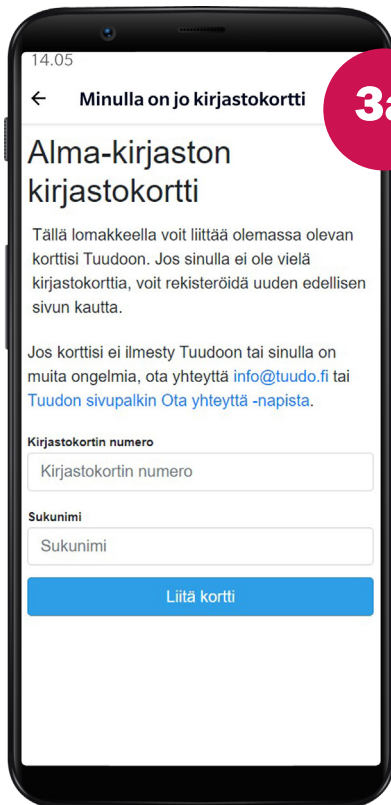 14.05
Minulla on jo kirjastokortti
3a
Alma-kirjaston
kirjastokortti
Tällä lomakkeella voit liittää olemassa olevan
korttisi Tuudoon. Jos sinulla ei ole vielä
kirjastokorttia, voit rekisteröidä uuden edellisen
sivun kautta.
Jos korttisi ei ilmesty Tuudoon tai sinulla on
muita ongelmia, ota yhteyttä info@tuudo.fi tai
Tuudon sivupalkin Ota yhteyttä -napista.
Kirjastokortin numero
Kirjastokortin numero
Sukunimi
Sukunimi
Liitä kortti